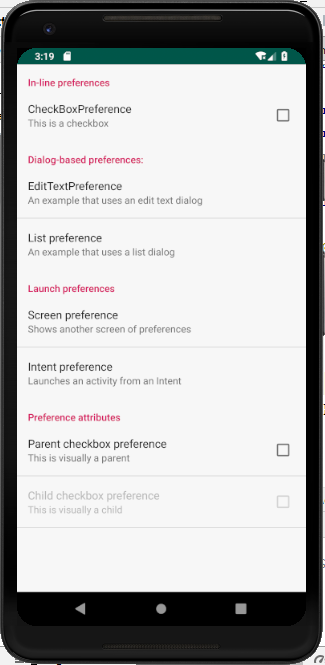 3:19
In-line preferences
CheckBoxPreference
This is a checkbox
Dialog-based preferences:
EditTextPreference
An example that uses an edit text dialog
List preference
An example that uses a list dialog
Launch preferences
Screen preference
Shows another screen of preferences
Intent preference
Launches an activity from an Intent
Preference attributes
Parent checkbox preference
This is visually a parent
Child checkbox preference
This is visually a child